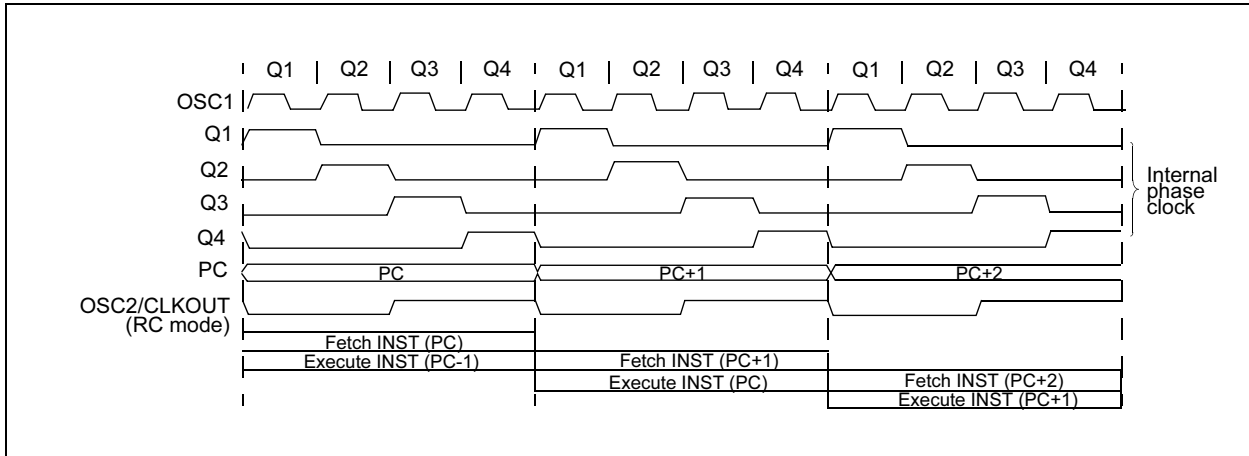 Q1 Q2 Q3 Q4 Q1 Q2 Q3 Q4 Q1 Q2 Q3 Q4
OSC1
Q1
Q2
Q3
Q4
PC
OSC2/CLKOUT
(RC mode)
Internal
phase
clock
PC PC+1 PC+2
Fetch INST (PC)
Execute INST (PC-1) Fetch INST (PC+1)
Execute INST (PC) Fetch INST (PC+2)
Execute INST (PC+1)